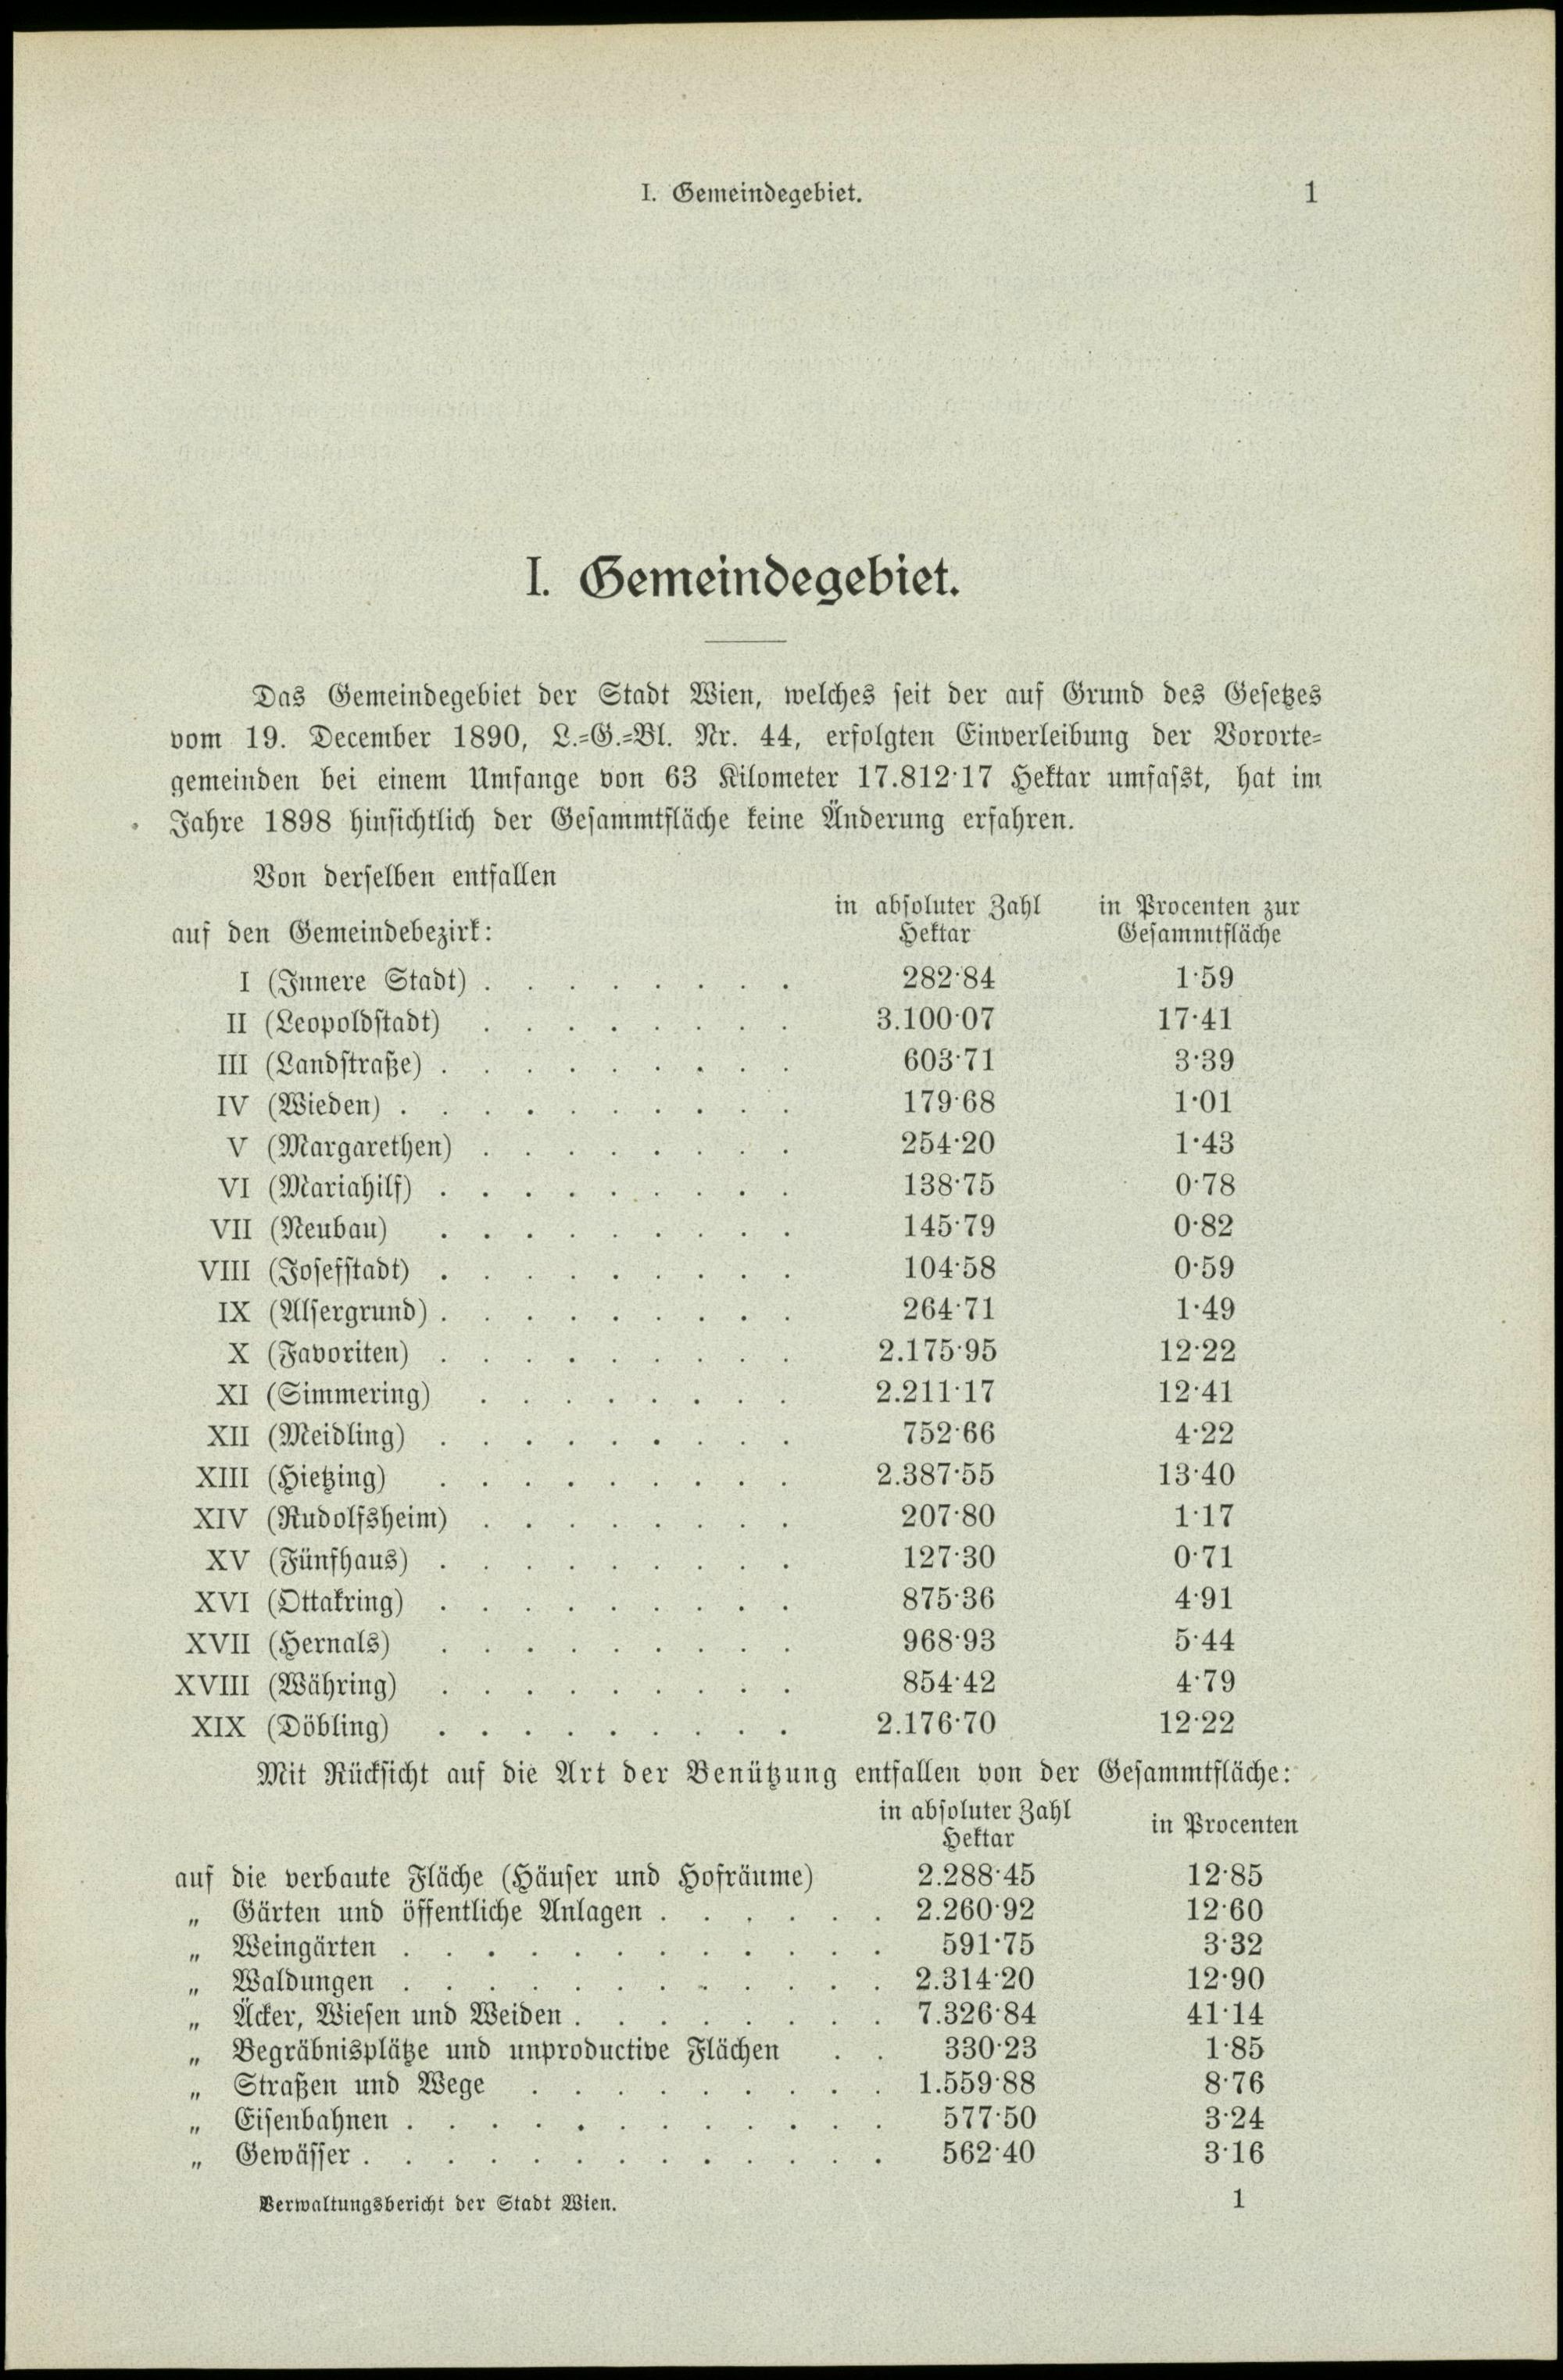 I. Gemeindegebiet. 1
I. Gemeindegebiet.
Das Gemeindegebiet der Stadt Wien, welches seit der auf Grund des Gesetzes
vom 19. December 1890, L.=G.=Bl. Nr. 44, erfolgten Einverleibung der Vororte=
gemeinden bei einem Umfange von 63 Kilometer 17.812·17 Hektar umfasst, hat im
Jahre 1898 hinsichtlich der Gesammtfläche keine Änderung erfahren.
Von derselben entfallen
in absoluter Zahl in Procenten zur
auf den Gemeindebezirk: Hektar Gesammtfläche
I (Innere Stadt) . . . . . . . . 282·84 1·59
II (Leopoldstadt) . . . . . . . . 3.100·07 17·41
III (Landstraße) . . . . . . . . . 603·71 3·39
IV (Wieden) . . . . . . . . . . 179·68 1·01
V (Margarethen) . . . . . . . . 254·20 1·43
VI (Mariahilf) . . . . . . . . . 138·75 0·78
VII (Neubau) . . . . . . . . . 145·79 0·82
VIII (Josefstadt) . . . . . . . . . 104·58 0·59
IX (Alsergrund) . . . . . . . . . 264·71 1·49
X (Favoriten) . . . . . . . . . 2.175·95 12·22
XI (Simmering) . . . . . . . . 2.211·17 12·41
XII (Meidling) . . . . . . . . . 752·66 4·22
XIII (Hietzing) . . . . . . . . . 2.387·55 13·40
XIV (Rudolfsheim) . . . . . . . . 207·80 1·17
XV (Fünfhaus) . . . . . . . . . 127·30 0·71
XVI (Ottakring) . . . . . . . . . 875·36 4·91
XVII (Hernals) . . . . . . . . . 968·93 5·44
XVIII (Währing) . . . . . . . . . 854·42 4·79
XIX (Döbling) . . . . . . . . . 2.176·70 12·22
Mit Rücksicht auf die Art der Benützung entfallen von der Gesammtfläche:
in absoluter Zahl in Procenten
Hektar
auf die verbaute Fläche (Häuser und Hofräume) 2.288·45 12·85
„ Gärten und öffentliche Anlagen . . . . . . 2.260·92 12·60
„ Weingärten . . . . . . . . . . . . 591·75 3·32
„ Waldungen . . . . . . . . . . . . 2.314·20 12·90
„ Äcker, Wiesen und Weiden . . . . . . . . 7.326·84 41·14
„ Begräbnisplätze und unproductive Flächen . . 330·23 1·85
„ Straßen und Wege . . . . . . . . . 1.559·88 8·76
„ Eisenbahnen . . . . . . . . . . . . 577·50 3·24
„ Gewässer . . . . . . . . . . . . . 562·40 3·16
Verwaltungsbericht der Stadt Wien. 1